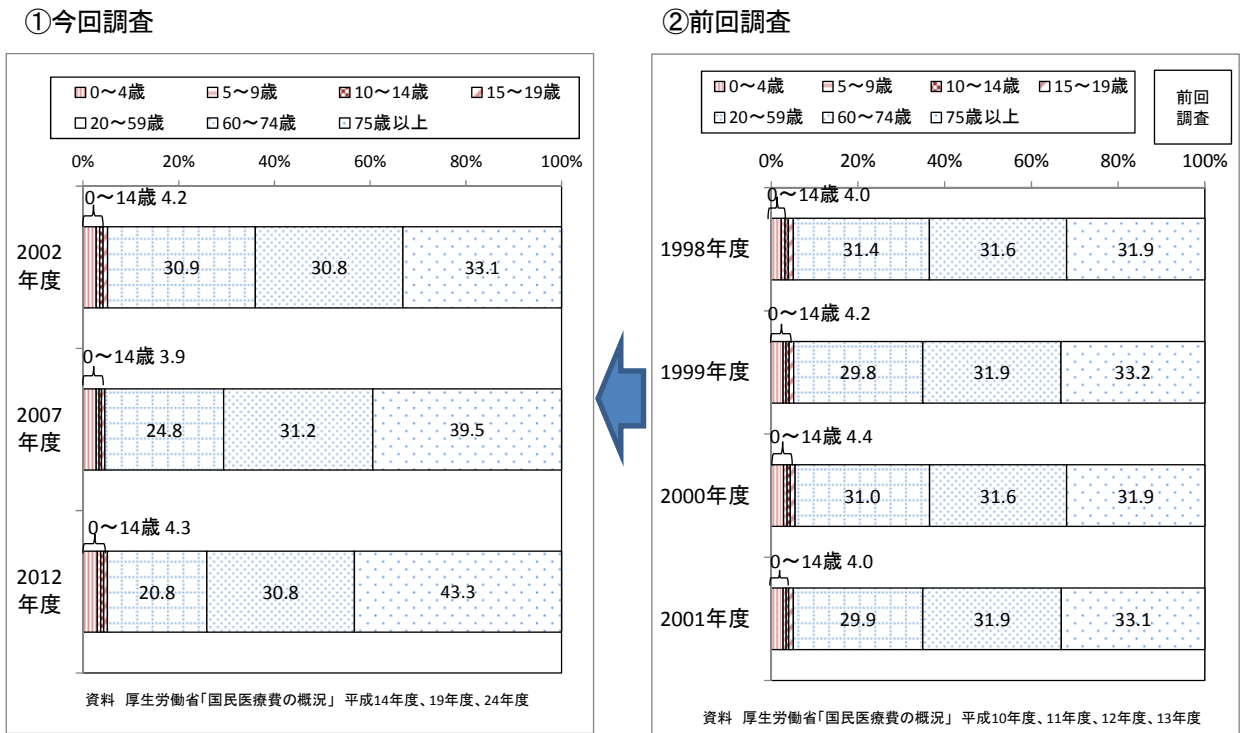 ①今回調査
0～4歳 5～9歳 10～14歳 15～19歳
20～59歳 60～74歳 75歳以上
0% 20% 40% 60% 80% 100%
0～14歳 4.2
2002
年度
30.9 30.8 33.1
0～14歳 3.9
2007
年度
24.8 31.2 39.5
0～14歳 4.3
2012
年度
20.8 30.8 43.3
資料 厚生労働省「国民医療費の概況」 平成14年度、19年度、24年度
②前回調査
0～4歳 5～9歳 10～14歳 15～19歳
20～59歳 60～74歳 75歳以上
前回
調査
0% 20% 40% 60% 80% 100%
0～14歳 4.0
1998年度 31.4 31.6 31.9
0～14歳 4.2
1999年度 29.8 31.9 33.2
0～14歳 4.4
2000年度 31.0 31.6 31.9
0～14歳 4.0
2001年度 29.9 31.9 33.1
資料 厚生労働省「国民医療費の概況」 平成10年度、11年度、12年度、13年度